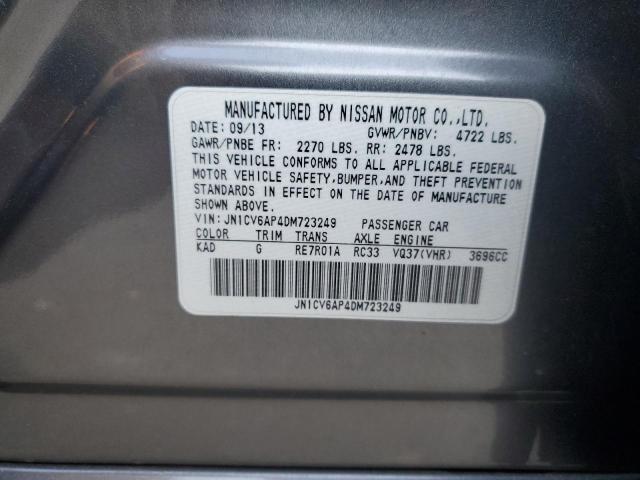 MANUFACTURED BY NISSAN MOTOR CO.,LTD.
DATE: 09/13 GVWR/PNBV: 4722 LBS.
GAWR/PNBE FR: 2270 LBS. RR: 2478 LBS.
THIS VEHICLE CONFORMS TO ALL APPLICABLE FEDERAL
MOTOR VEHICLE SAFETY,BUMPER,AND THEFT PREVENTION
STANDARDS IN EFFECT ON THE DATE OF MANUFACTURE
SHOWN ABOVE.
VIN:JN1CV6AP4DM723249 PASSENGER CAR
COLOR TRIM TRANS AXLE ENGINE
KAD G RE7R01A RC33 VQ37(VHR) 3696CC
JN1CV6AP4DM723249